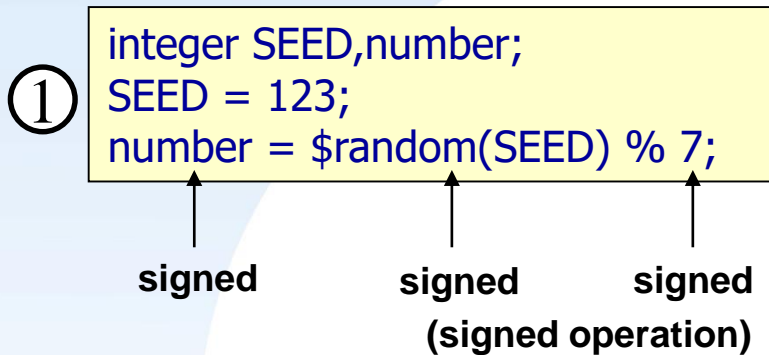 ①
integer SEED,number;
SEED = 123;
number = $random(SEED) % 7;
signed signed signed
(signed operation)